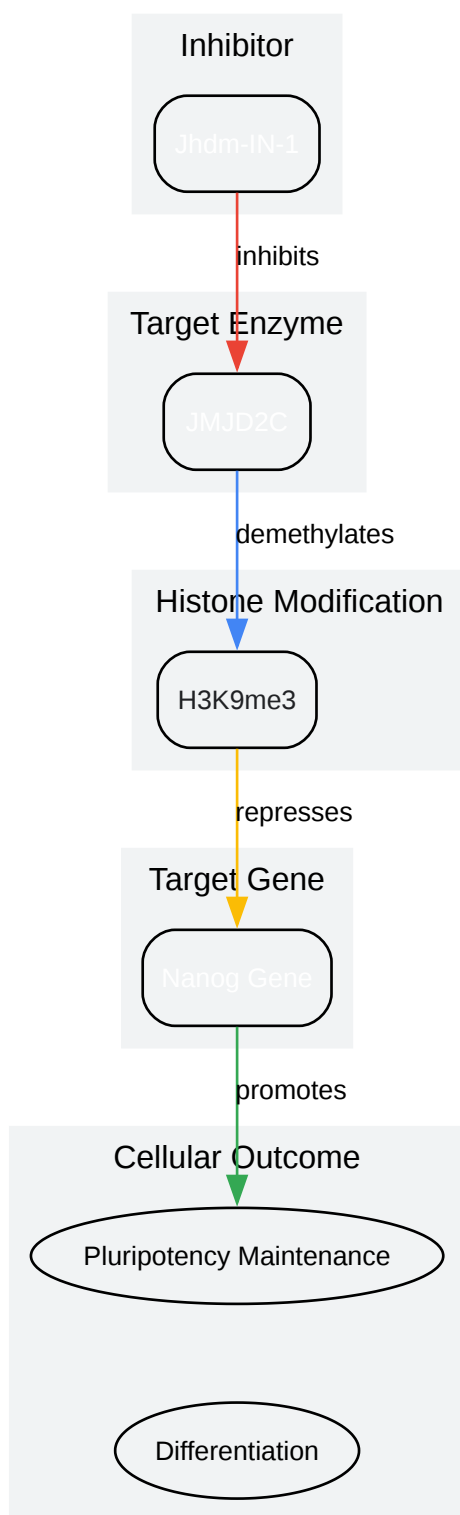 Inhibitor
Jhdm-IN-1
inhibits
Target Enzyme
JMJD2C
demethylates
Histone Modification
H3K9me3
represses
Target Gene
Nanog Gene
promotes
Cellular Outcome
Pluripotency Maintenance
Differentiation